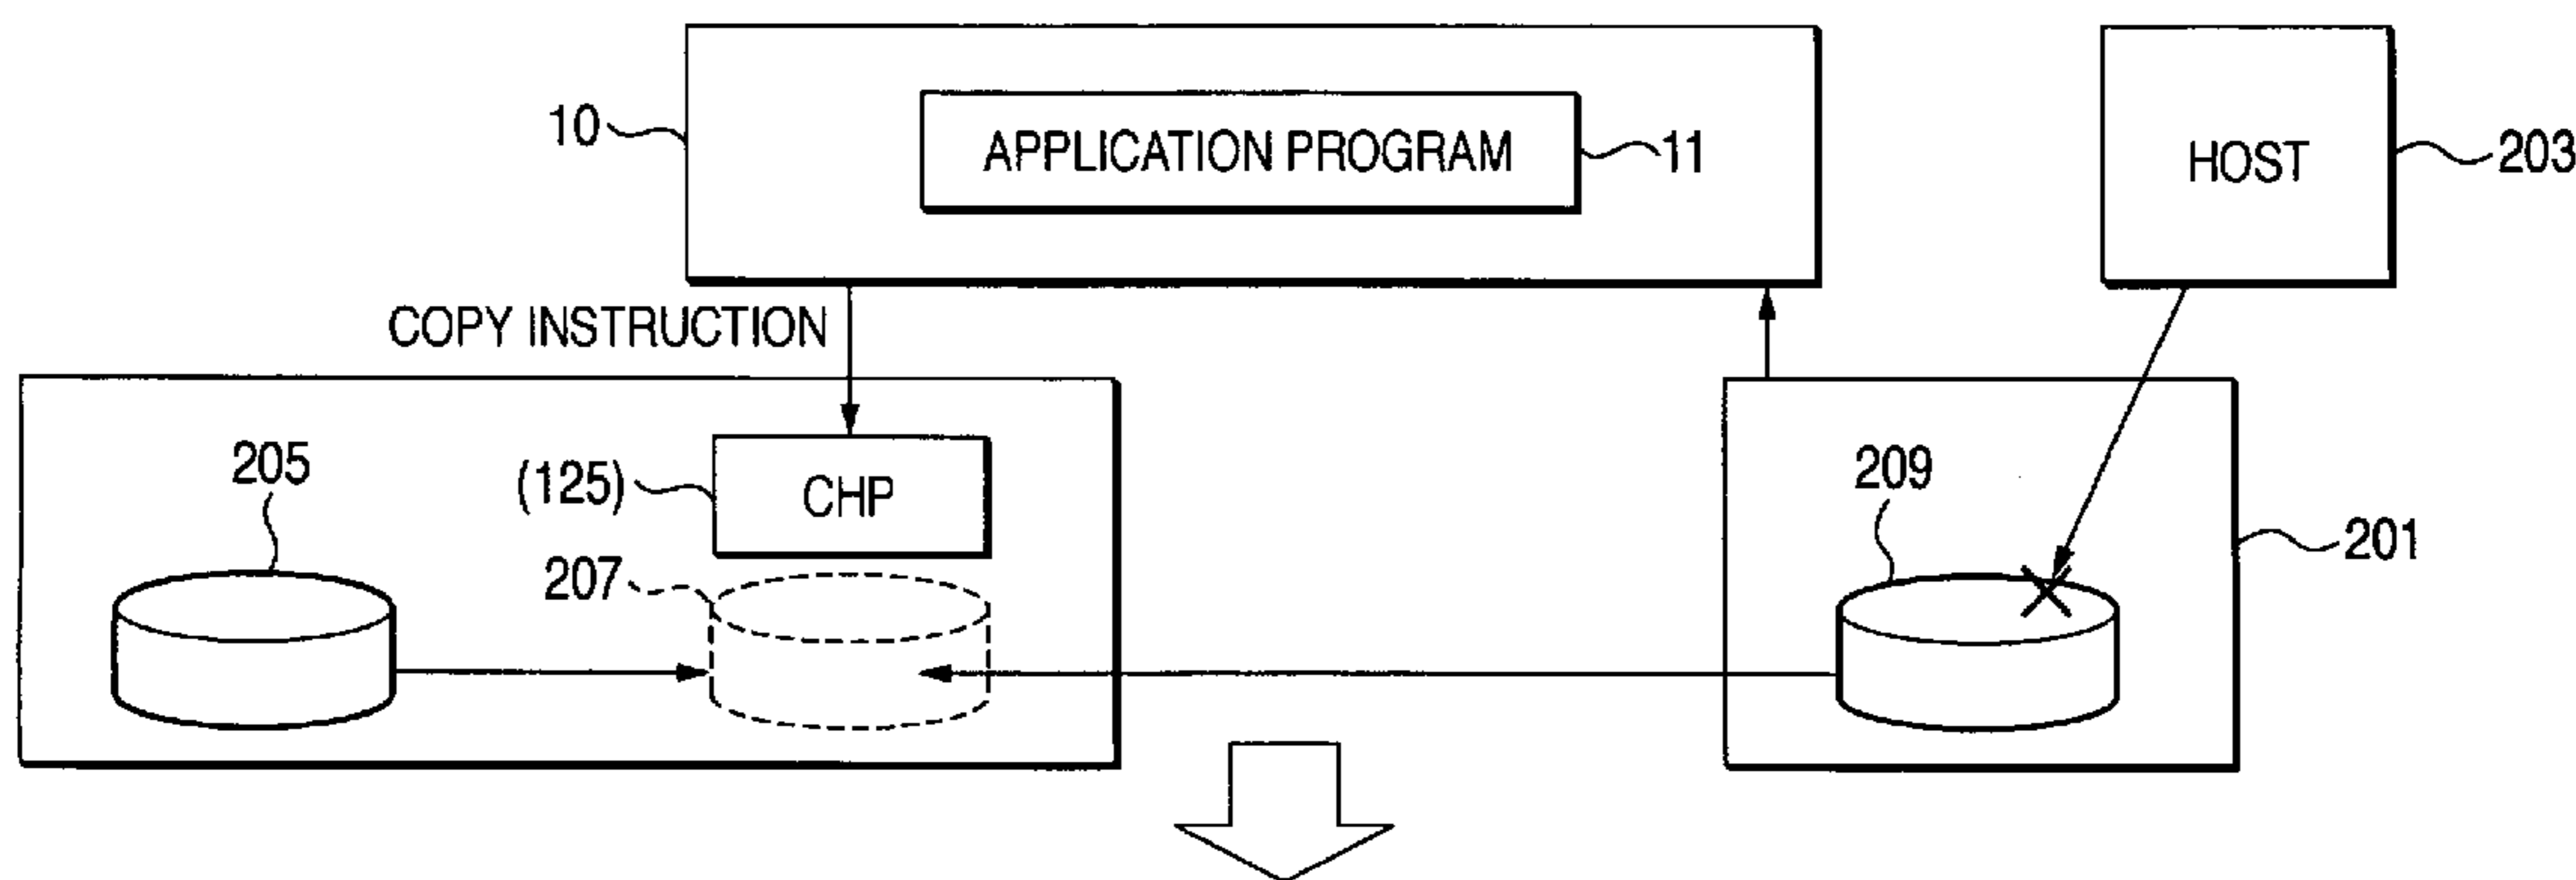 10
APPLICATION PROGRAM
11
HOST
203
COPY INSTRUCTION
205
(125)
CHP
207
209
201